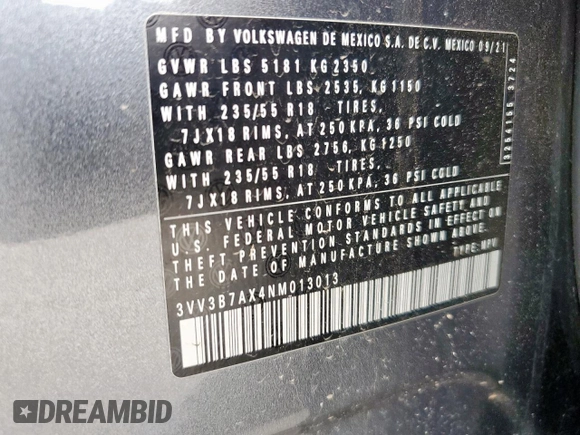 MFD BY VOLKSWAGEN DE MEXICO S.A. DE C.V. MEXICO 09/21
GVWR LBS 5181 KG 2350
GAWR FRONT LBS 2535, KG 1150
WITH 235/55 R18 -TIRES,
7JX18 RIMS, AT 250 KPA, 36 PSI COLD
GAWR REAR LBS 2756, KG 1250
WITH 235/55 R18 -TIRES,
7JX18 RIMS, AT 250 KPA, 36 PSI COLD
THIS VEHICLE CONFORMS TO ALL APPLICABLE
U.S. FEDERAL MOTOR VEHICLE SAFETY AND
THEFT PREVENTION STANDARDS IN EFFECT ON
THE DATE OF MANUFACTURE SHOWN ABOVE.
TYPE: MPV
3VV3B7AX4NM013013
3254155 3724
DREAMBID